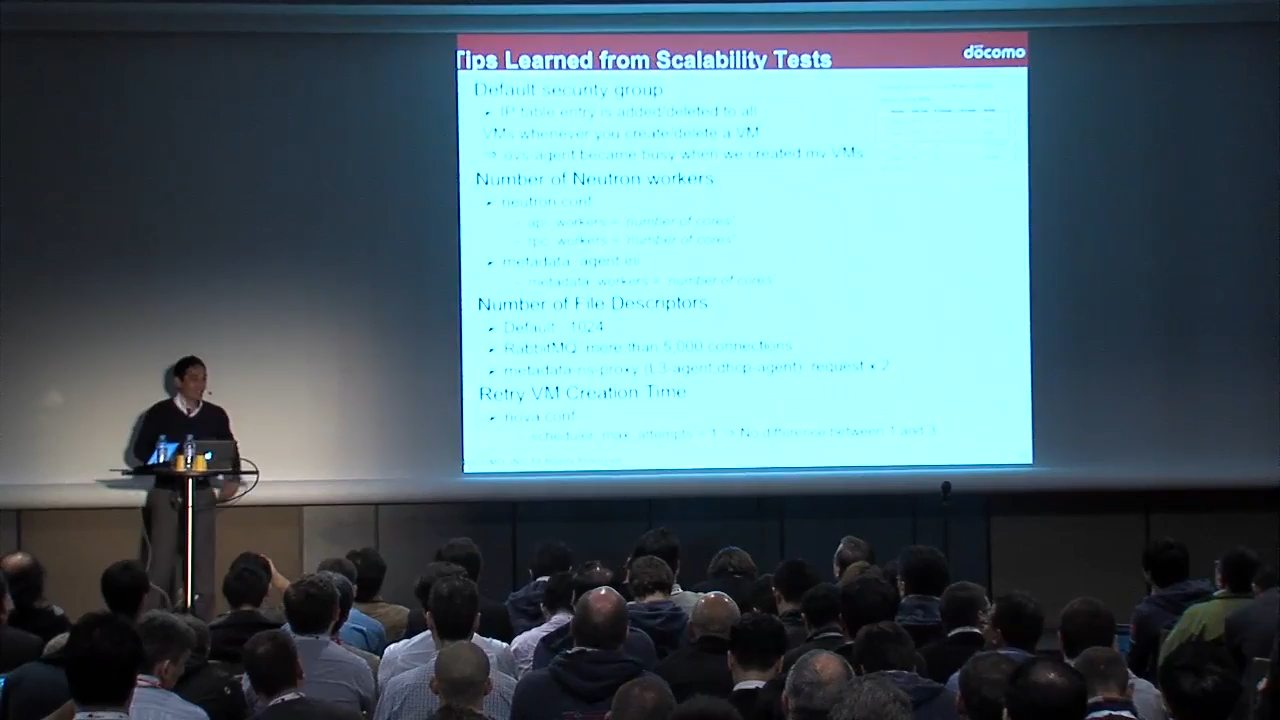 Tips Learned from Scalability Tests
döcomo
Default security group
IP table entry is added/deleted to all
VMs whenever you create/delete a VM
⇒ ovs-agent became busy when we created my VMs
Number of Neutron workers
neutron.conf
api_workers = number of cores
rpc_workers = number of cores
metadata_agent.ini
metadata_workers = number of cores
Number of File Descriptors
Default : 1024
RabbitMQ: more than 5,000 connections
metadata-ns-proxy (L3-agent,dhcp-agent): request x 2
Retry VM Creation Time
nova.conf
scheduler_max_attempts = 1 ⇒ No difference between 1 and 3